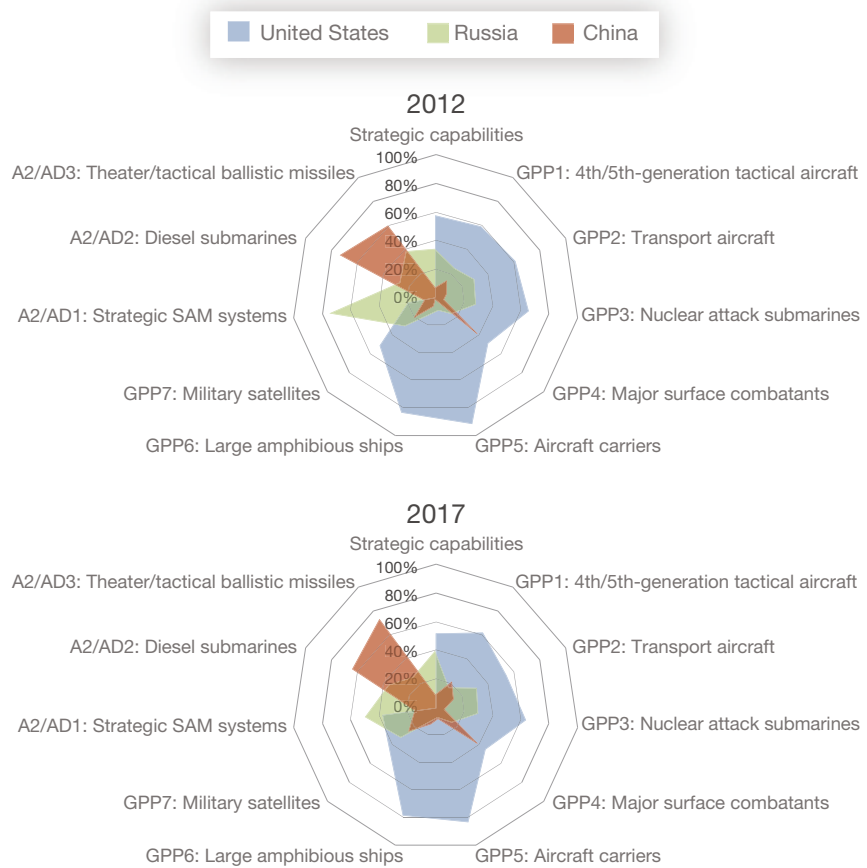 United States Russia China
2012
Strategic capabilities
100%
A2/AD3: Theater/tactical ballistic missiles GPP1: 4th/5th-generation tactical aircraft
80%
60%
A2/AD2: Diesel submarines GPP2: Transport aircraft
40%
20%
0%
A2/AD1: Strategic SAM systems GPP3: Nuclear attack submarines
GPP7: Military satellites GPP4: Major surface combatants
GPP6: Large amphibious ships GPP5: Aircraft carriers
2017
Strategic capabilities
100%
A2/AD3: Theater/tactical ballistic missiles GPP1: 4th/5th-generation tactical aircraft
80%
60%
A2/AD2: Diesel submarines GPP2: Transport aircraft
40%
20%
0%
A2/AD1: Strategic SAM systems GPP3: Nuclear attack submarines
GPP7: Military satellites GPP4: Major surface combatants
GPP6: Large amphibious ships GPP5: Aircraft carriers